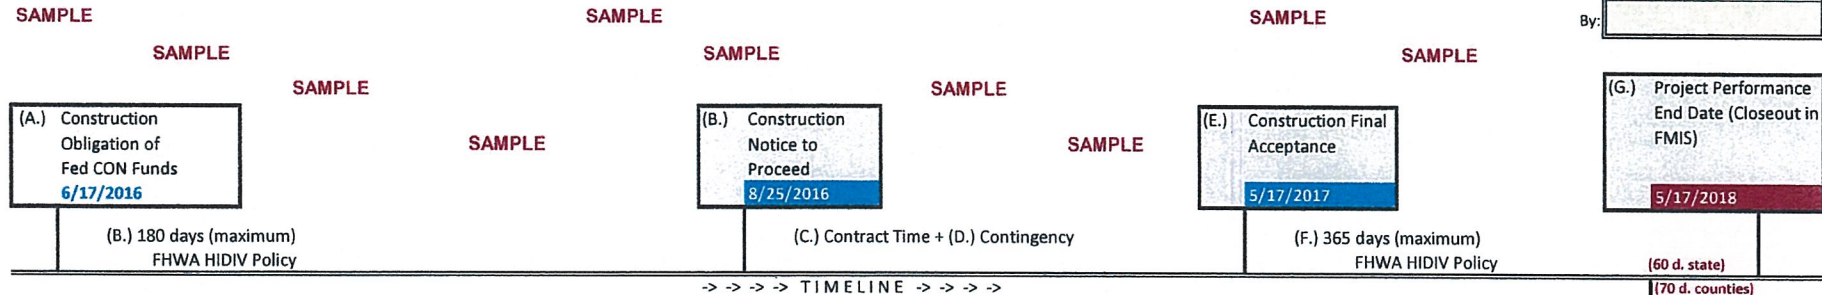 SAMPLE SAMPLE SAMPLE By:
SAMPLE SAMPLE SAMPLE
SAMPLE SAMPLE
(A.) Construction
Obligation of
Fed CON Funds
6/17/2016
SAMPLE
(B.) Construction
Notice to
Proceed
8/25/2016
SAMPLE
(E.) Construction Final
Acceptance
5/17/2017
(G.) Project Performance
End Date (Closeout in
FMIS)
5/17/2018
(B.) 180 days (maximum)
FHWA HIDIV Policy
(C.) Contract Time + (D.) Contingency
(F.) 365 days (maximum)
FHWA HIDIV Policy
(60 d. state)
-> -> -> -> TIMELINE -> -> -> ->
(70 d. counties)